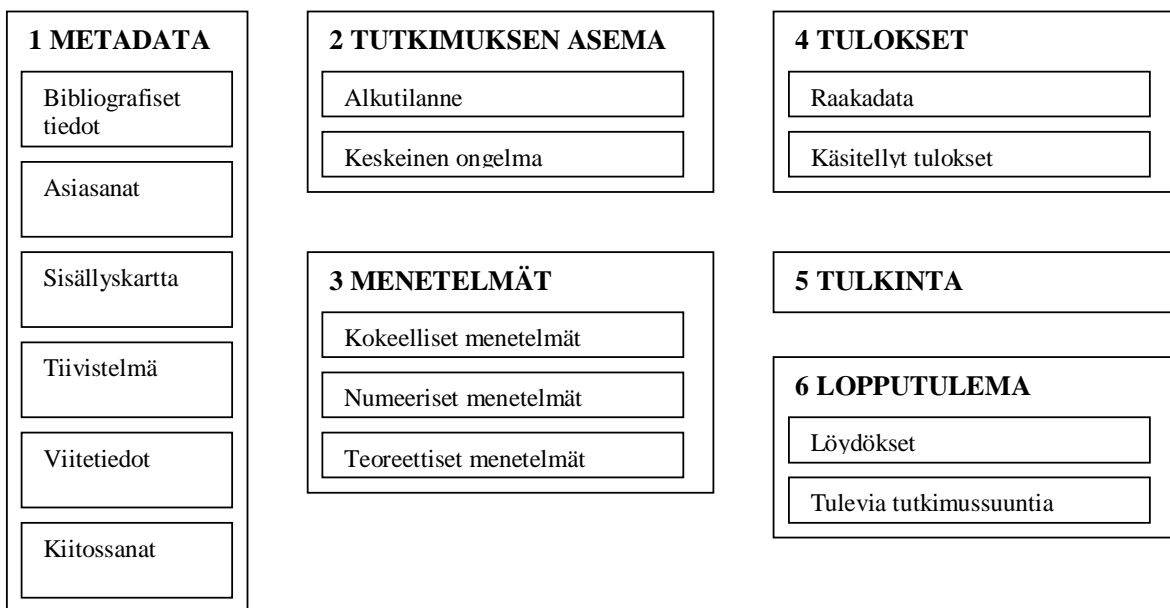 1 METADATA
Bibliografiset
tiedot
Asiasanat
Sisällyskartta
Tiivistelmä
Viitetiedot
Kiitossanat
2 TUTKIMUKSEN ASEMA
Alkutilanne
Keskeinen ongelma
3 MENETELMÄT
Kokeelliset menetelmät
Numeeriset menetelmät
Teoreettiset menetelmät
4 TULOKSET
Raakadata
Käsitellyt tulokset
5 TULKINTA
6 LOPPUTULEMA
Löydökset
Tulevia tutkimussuuntia